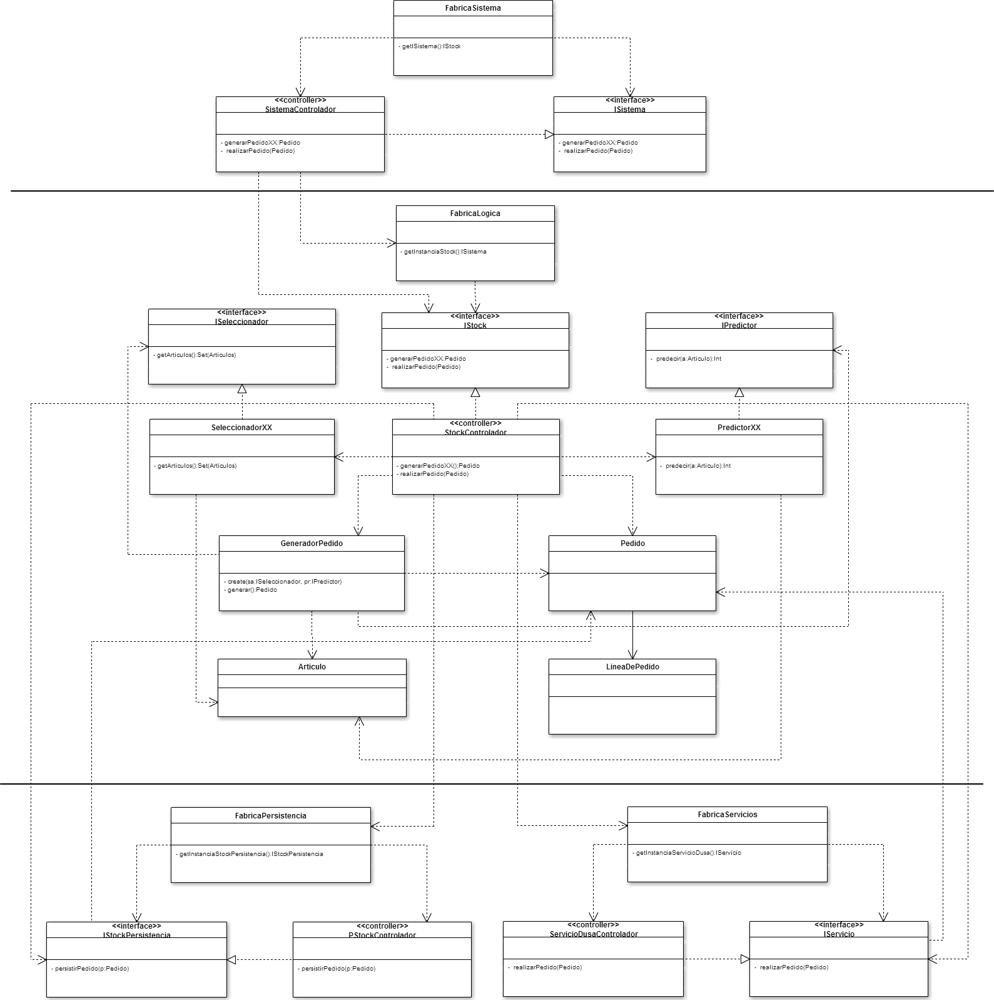 FabricaSistema
- getISistema():IStock
<<controller>>
SistemaControlador
- generarPedidoXX:Pedido
- realizarPedido(Pedido)
<<interface>>
ISistema
- generarPedidoXX:Pedido
- realizarPedido(Pedido)
FabricaLogica
- getInstanciaStock():ISistema
<<interface>>
ISeleccionador
- getArticulos():Set(Articulos)
<<interface>>
IStock
- generarPedidoXX:Pedido
- realizarPedido(Pedido)
<<interface>>
IPredictor
- predecir(a:Articulo):Int
SeleccionadorXX
- getArticulos():Set(Articulos)
<<controller>>
StockControlador
- generarPedidoXX():Pedido
- realizarPedido(Pedido)
PredictorXX
- predecir(a:Articulo):Int
GeneradorPedido
- create(sa:ISeleccionador, pr:IPredictor)
- generar():Pedido
Pedido
Articulo
LineaDePedido
FabricaPersistencia
- getInstanciaStockPersistencia():IStockPersistencia
FabricaServicios
- getInstanciaServicioDusa():IServicio
<<interface>>
IStockPersistencia
- persistirPedido(p:Pedido)
<<controller>>
PStockControlador
- persistirPedido(p:Pedido)
<<controller>>
ServicioDusaControlador
- realizarPedido(Pedido)
<<interface>>
IServicio
- realizarPedido(Pedido)